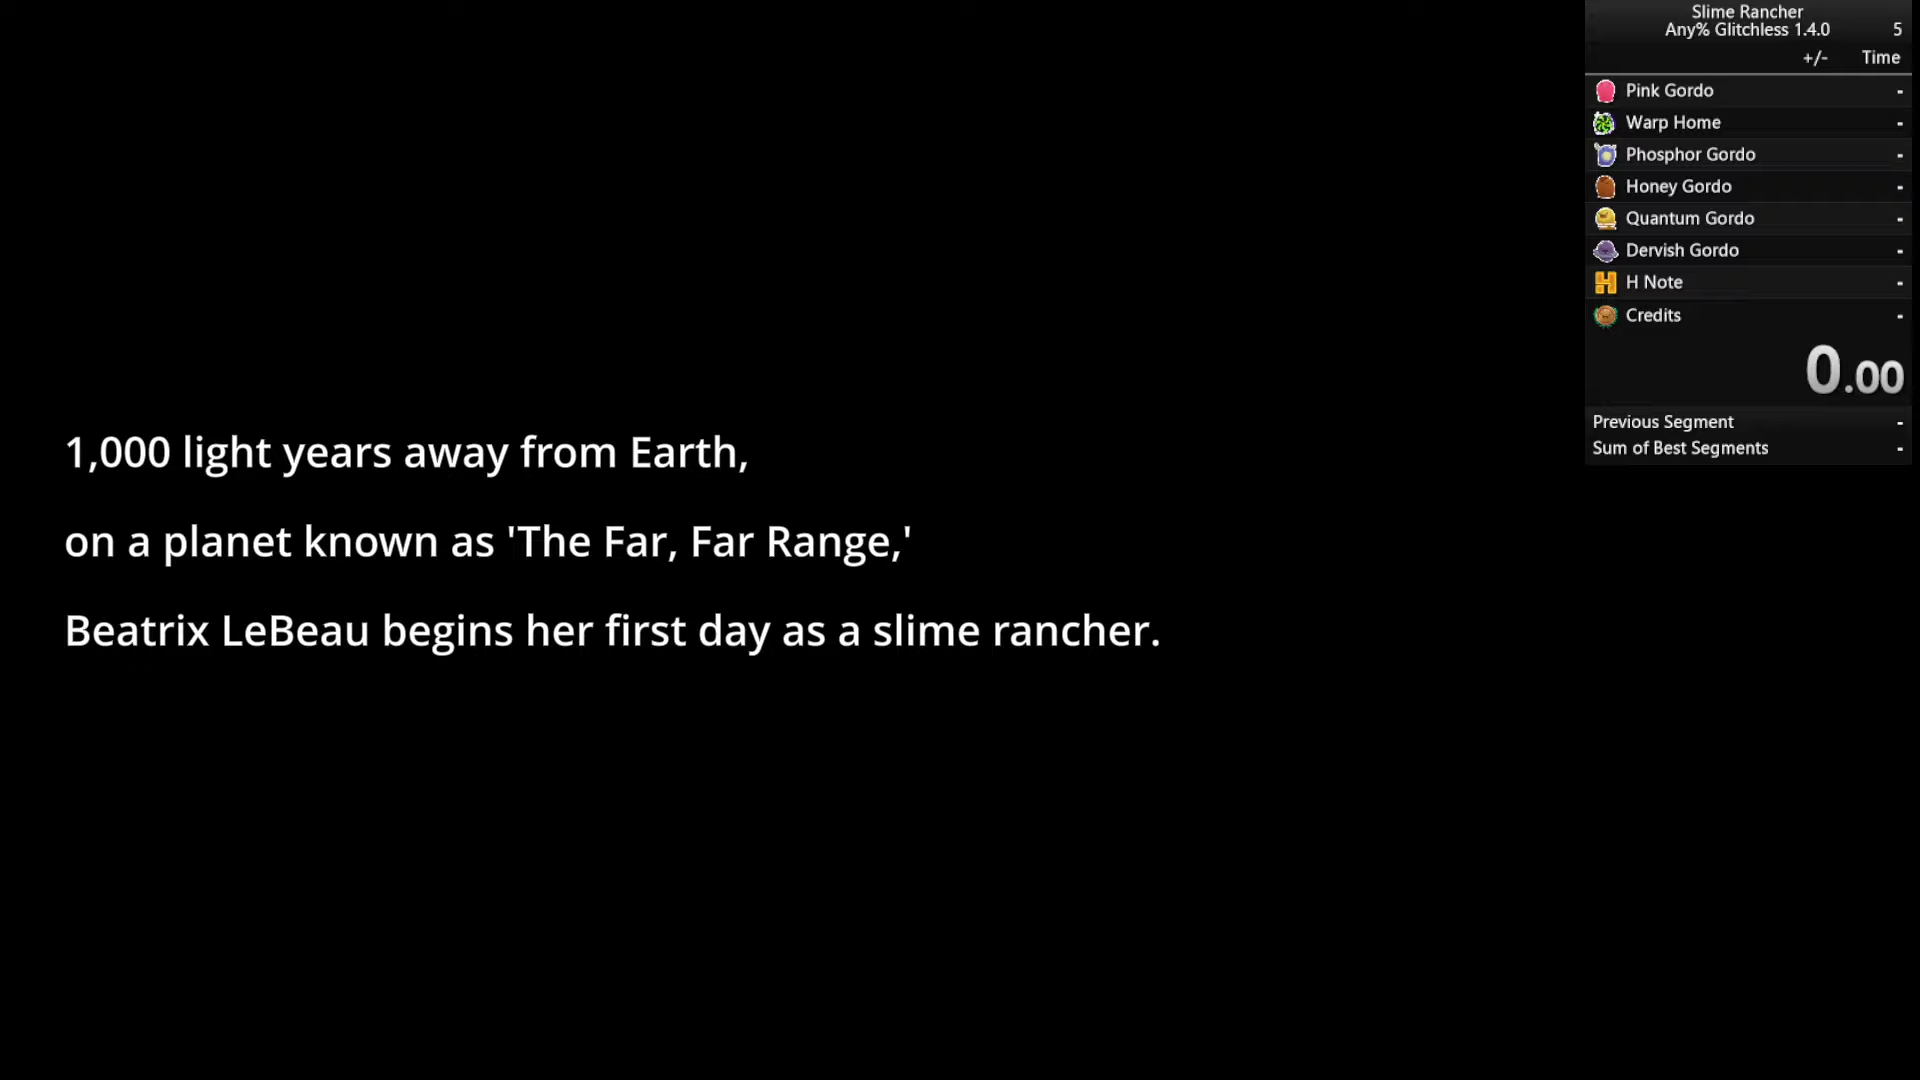 Slime Rancher
Any% Glitchless 1.4.0 5
+/- Time
Pink Gordo -
Warp Home -
Phosphor Gordo -
Honey Gordo -
Quantum Gordo -
Dervish Gordo -
H Note -
Credits -
0.00
Previous Segment -
Sum of Best Segments -
1,000 light years away from Earth,
on a planet known as 'The Far, Far Range,'
Beatrix LeBeau begins her first day as a slime rancher.